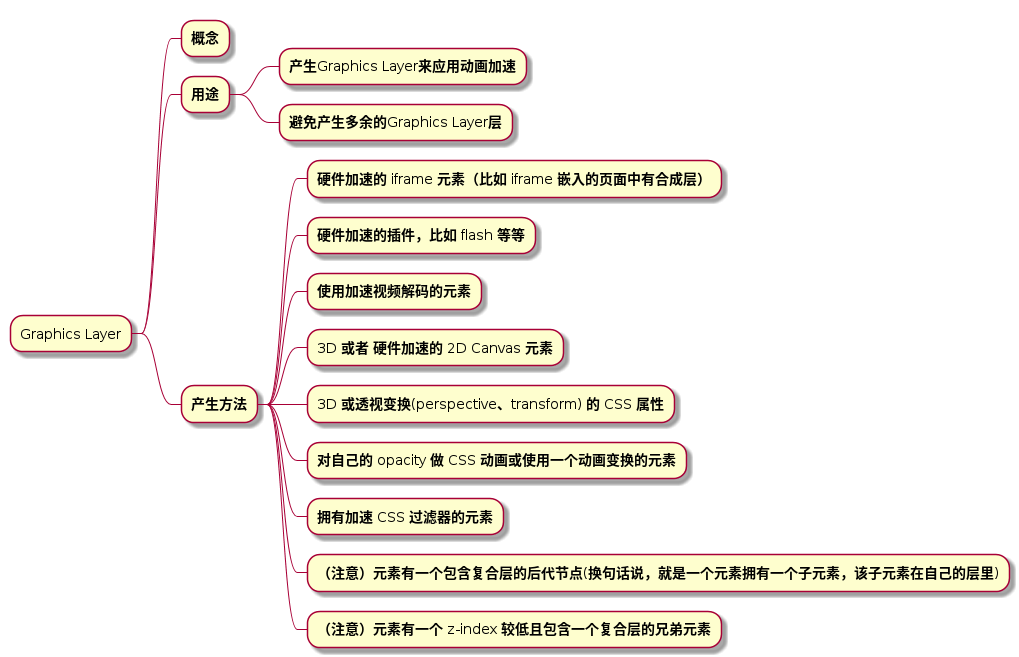 概念
用途
产生Graphics Layer来应用动画加速
避免产生多余的Graphics Layer层
Graphics Layer
产生方法
硬件加速的 iframe 元素（比如 iframe 嵌入的页面中有合成层）
硬件加速的插件，比如 flash 等等
使用加速视频解码的元素
3D 或者 硬件加速的 2D Canvas 元素
3D 或透视变换(perspective、transform) 的 CSS 属性
对自己的 opacity 做 CSS 动画或使用一个动画变换的元素
拥有加速 CSS 过滤器的元素
（注意）元素有一个包含复合层的后代节点(换句话说，就是一个元素拥有一个子元素，该子元素在自己的层里)
（注意）元素有一个 z-index 较低且包含一个复合层的兄弟元素